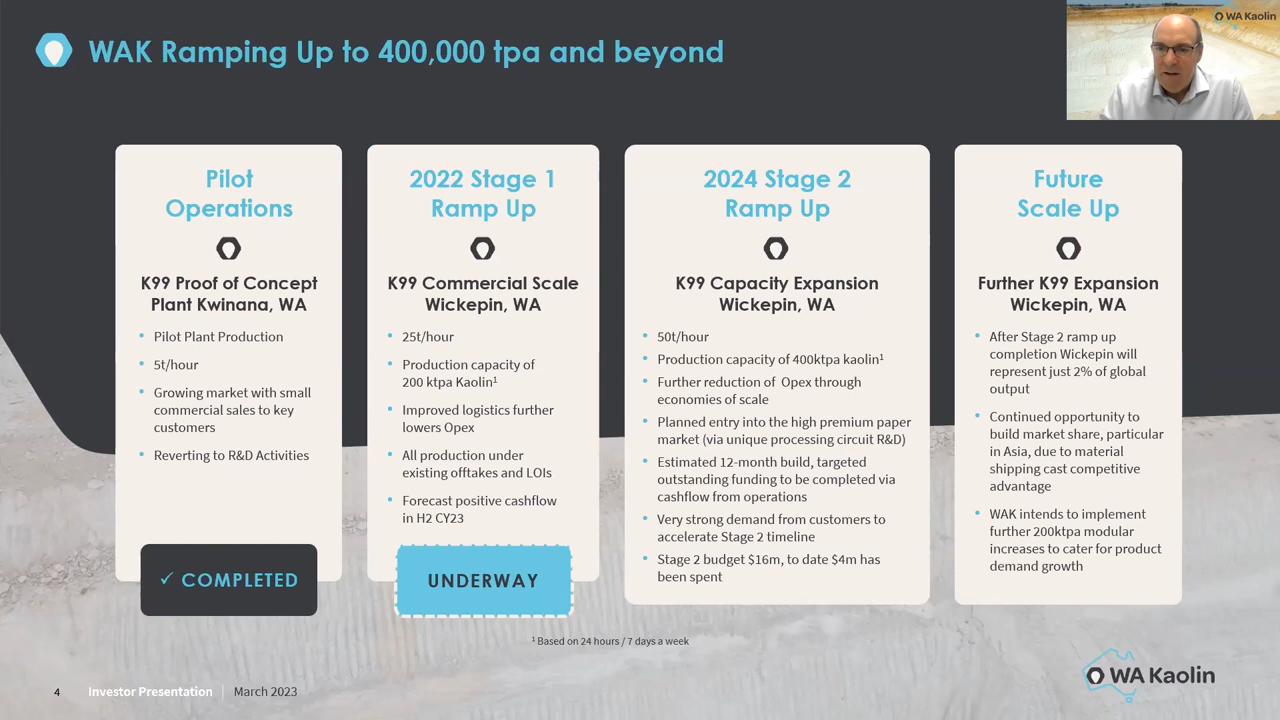 WAK Ramping Up to 400,000 tpa and beyond
WA Kaolin
Pilot
Operations
K99 Proof of Concept
Plant Kwinana, WA
• Pilot Plant Production
• 5t/hour
• Growing market with small
commercial sales to key
customers
• Reverting to R&D Activities
✓ COMPLETED
2022 Stage 1
Ramp Up
K99 Commercial Scale
Wickepin, WA
• 25t/hour
• Production capacity of
200 ktpa Kaolin¹
• Improved logistics further
lowers Opex
• All production under
existing offtakes and LOIs
• Forecast positive cashflow
in H2 CY23
UNDERWAY
2024 Stage 2
Ramp Up
K99 Capacity Expansion
Wickepin, WA
• 50t/hour
• Production capacity of 400ktpa kaolin¹
• Further reduction of Opex through
economies of scale
• Planned entry into the high premium paper
market (via unique processing circuit R&D)
• Estimated 12-month build, targeted
outstanding funding to be completed via
cashflow from operations
• Very strong demand from customers to
accelerate Stage 2 timeline
• Stage 2 budget $16m, to date $4m has
been spent
Future
Scale Up
Further K99 Expansion
Wickepin, WA
• After Stage 2 ramp up
completion Wickepin will
represent just 2% of global
output
• Continued opportunity to
build market share, particular
in Asia, due to material
shipping cast competitive
advantage
• WAK intends to implement
further 200ktpa modular
increases to cater for product
demand growth
¹ Based on 24 hours / 7 days a week
4 Investor Presentation | March 2023
WA Kaolin